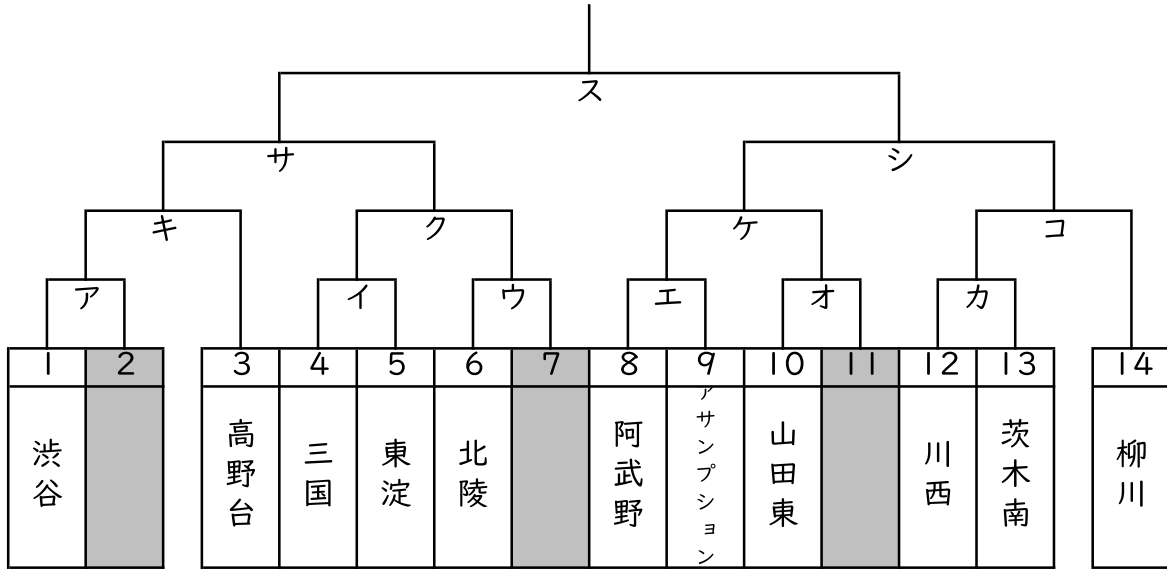 ス
サ
シ
キ
ク
ケ
コ
ア
イ
ウ
エ
オ
カ
1 2 3 4 5 6 7 8 9 10 11 12 13 14
渋谷
高野台
三国
東淀
北陵
阿武野
アサンプション
山田東
川西
茨木南
柳川